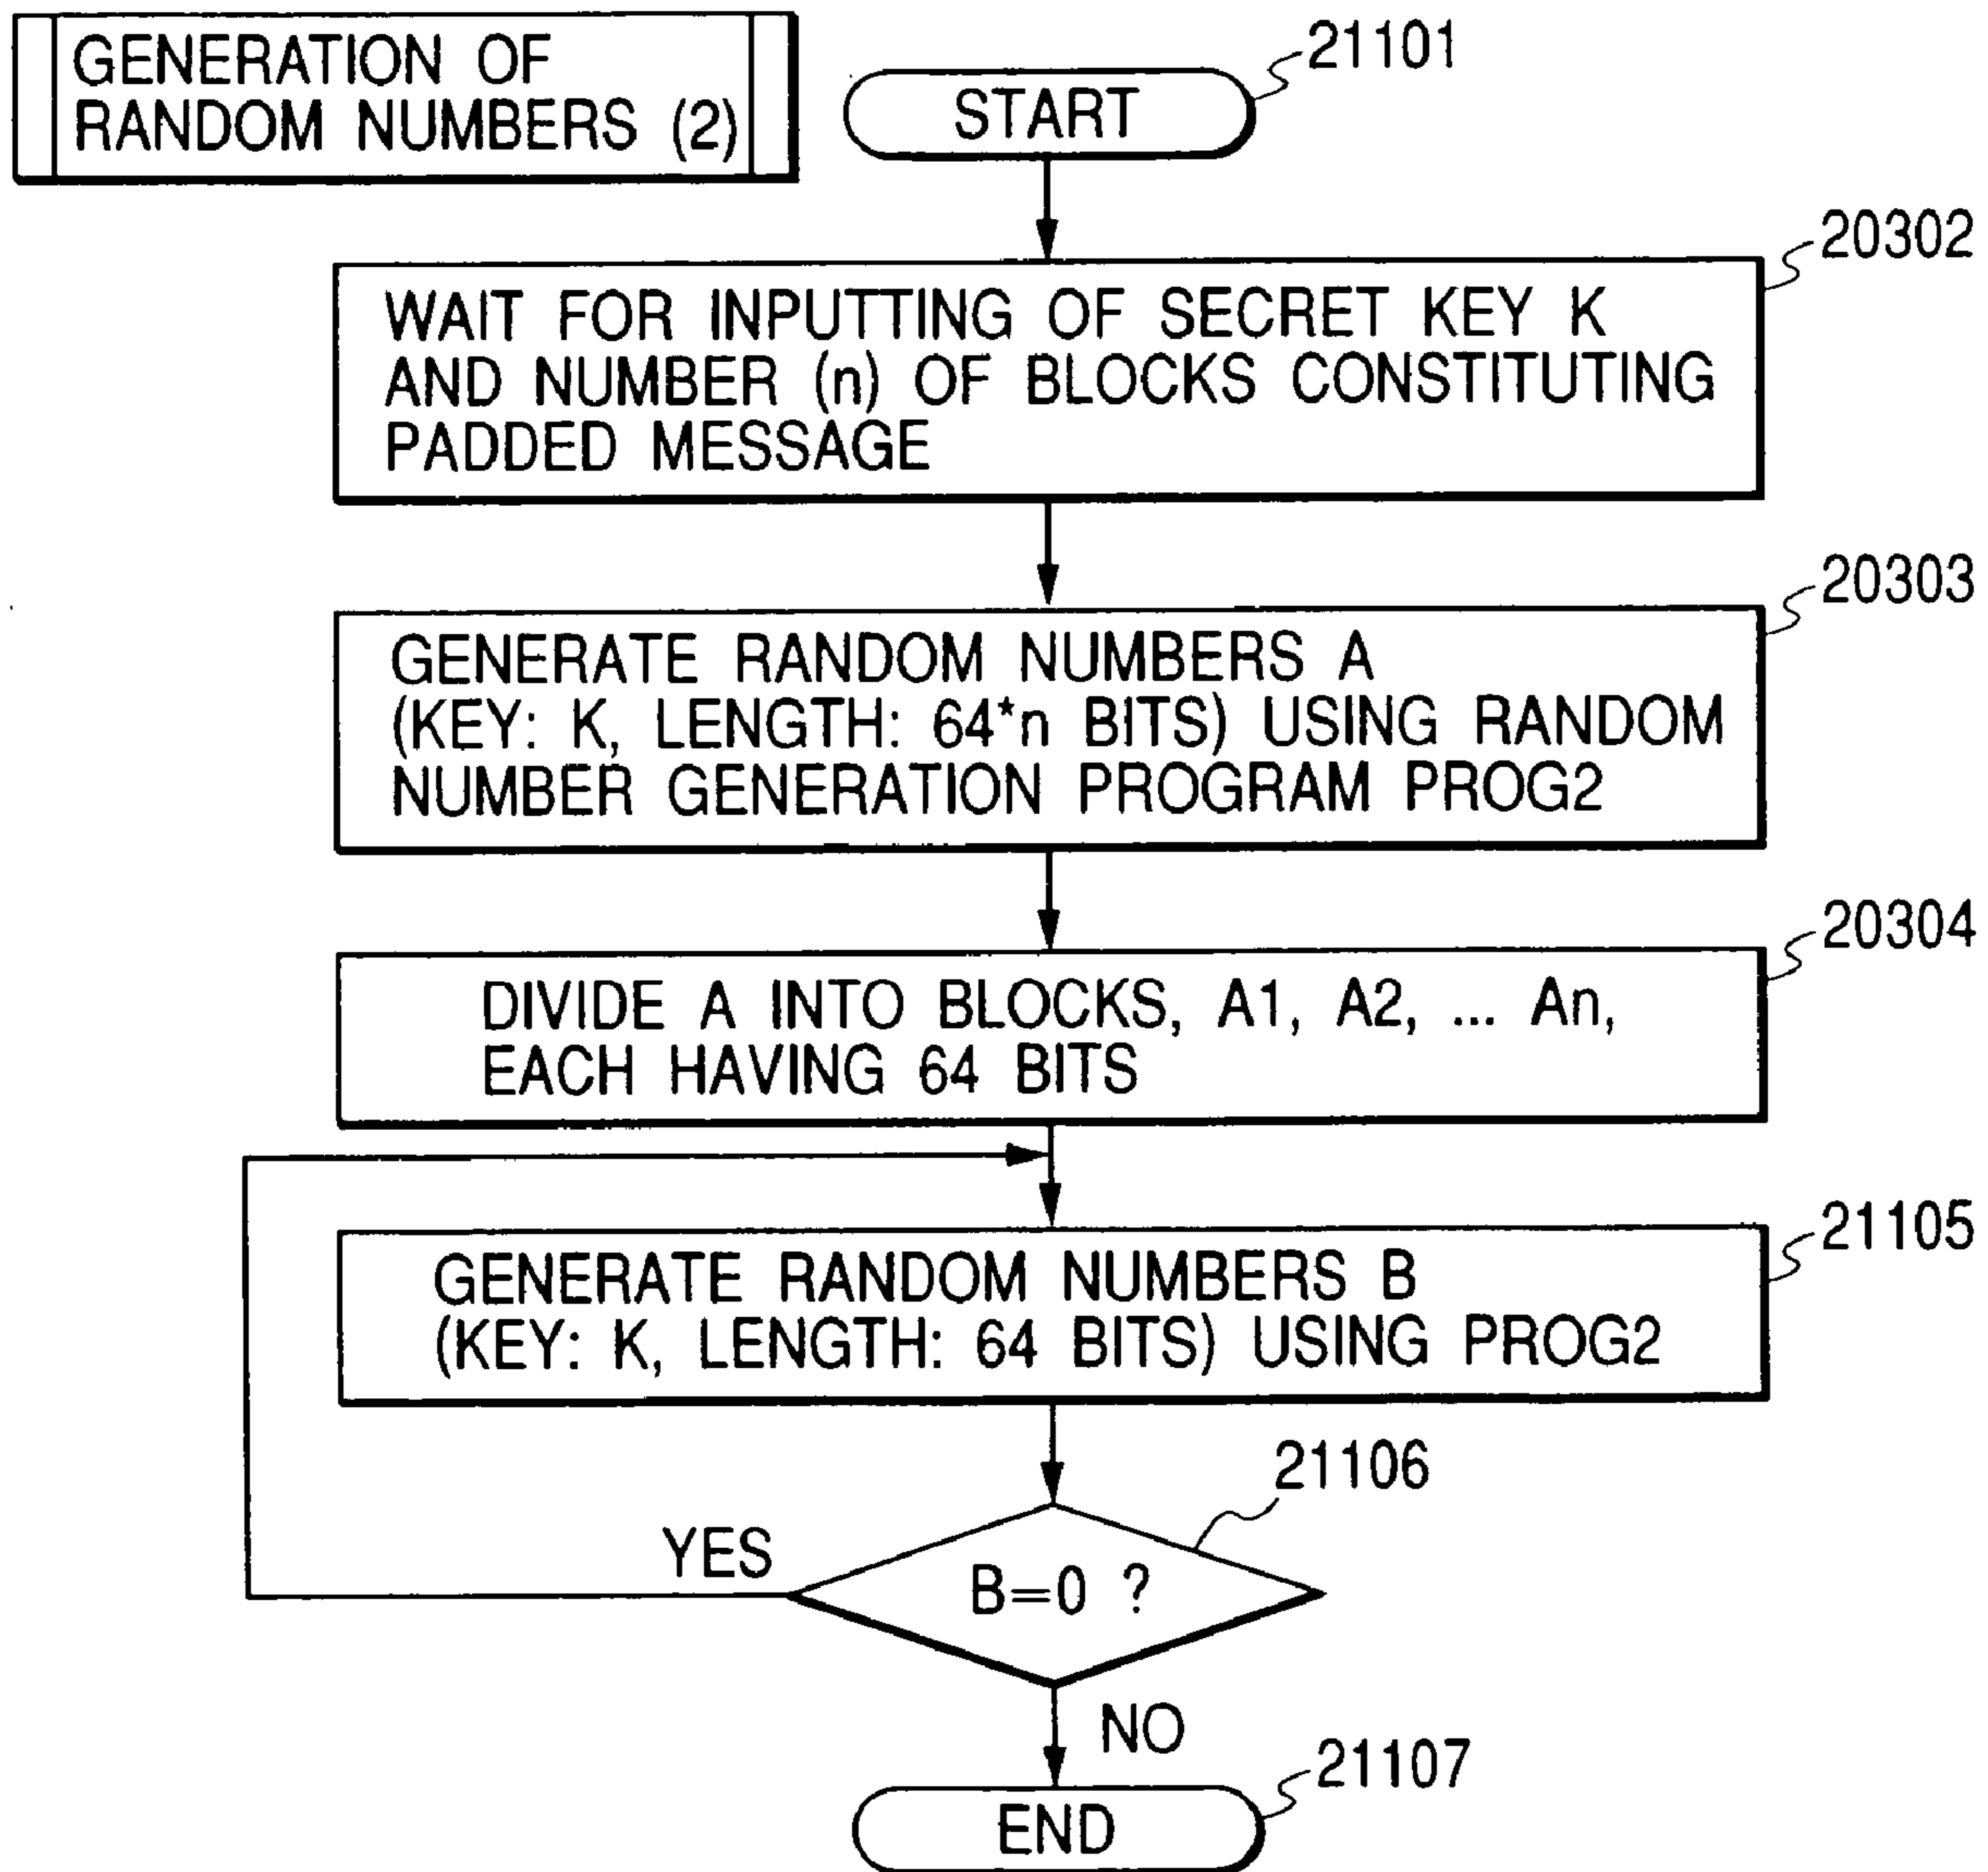 GENERATION OF
RANDOM NUMBERS (2)
START
21101
20302
WAIT FOR INPUTTING OF SECRET KEY K
AND NUMBER (n) OF BLOCKS CONSTITUTING
PADDED MESSAGE
20303
GENERATE RANDOM NUMBERS A
(KEY: K, LENGTH: 64*n BITS) USING RANDOM
NUMBER GENERATION PROGRAM PROG2
20304
DIVIDE A INTO BLOCKS, A1, A2, ... An,
EACH HAVING 64 BITS
21105
GENERATE RANDOM NUMBERS B
(KEY: K, LENGTH: 64 BITS) USING PROG2
21106
YES
B=0 ?
NO
21107
END